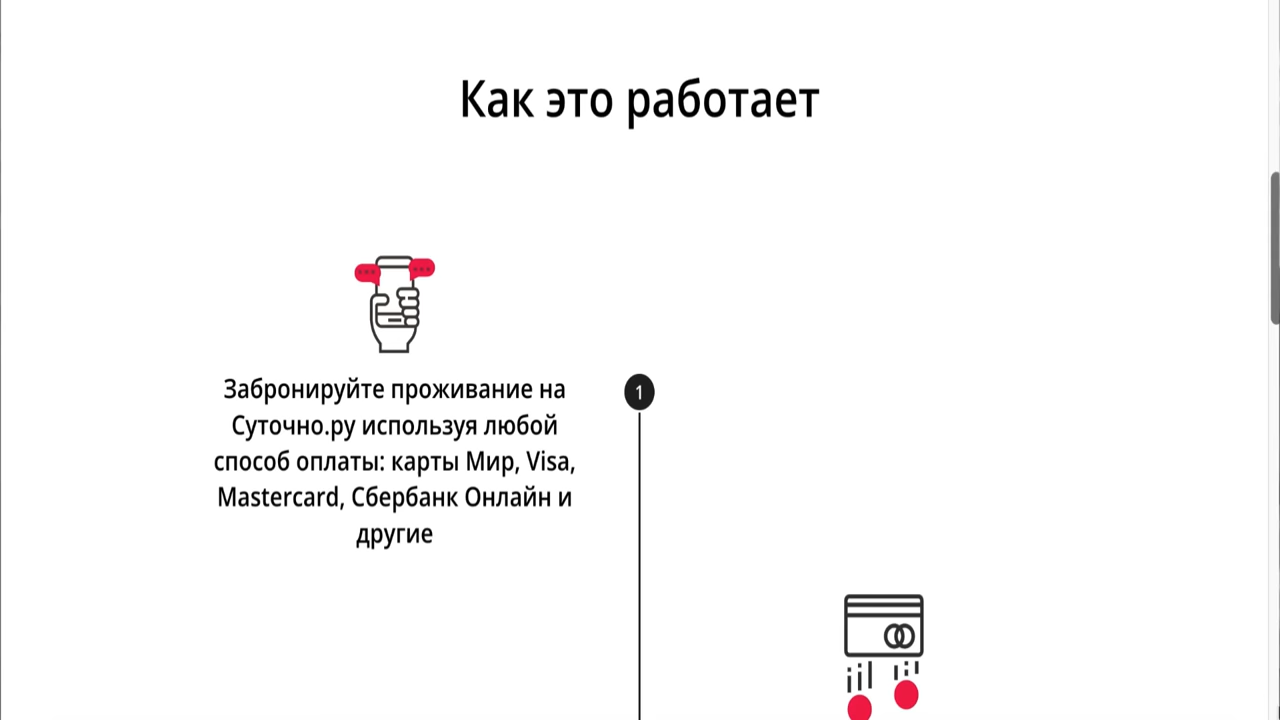 Как это работает
Забронируйте проживание на
Суточно.ру используя любой
способ оплаты: карты Мир, Visa,
Mastercard, Сбербанк Онлайн и
другие
1